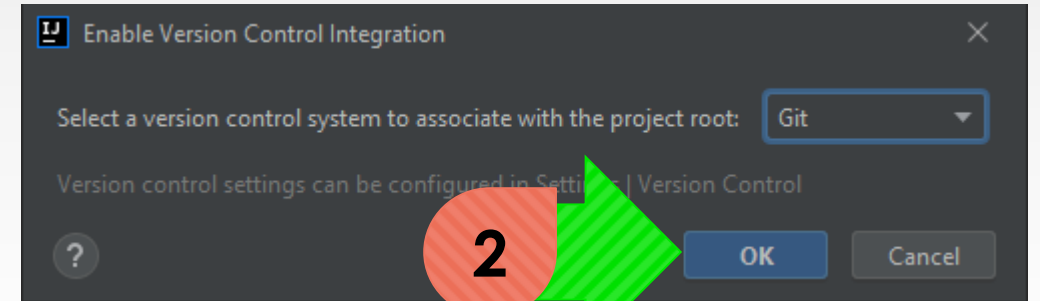 IJ Enable Version Control Integration
Select a version control system to associate with the project root: Git
Version control settings can be configured in Settings | Version Control
? 2 OK Cancel